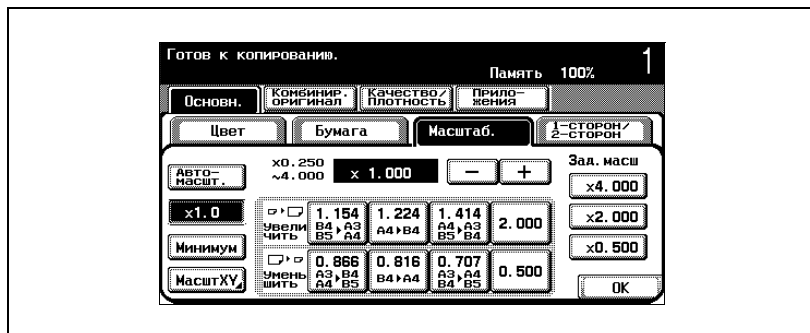 Готов к копированию.
1
Память 100%
Основн.
Комбинир.
оригинал
Качество/
плотность
Прило-
жения
Цвет
Бумага
Масштаб.
1-сторон/
2-сторон
Авто-
масшт.
x0.250
~4.000
x 1.000
− +
Зад. масш
x4.000
x1.0
Увели
чить
1.154
B4▸A3
B5▸A4
1.224
A4▸B4
1.414
A4▸A3
B5▸B4
2.000
x2.000
Минимум
x0.500
МасштXY
Умень
шить
0.866
A3▸B4
A4▸B5
0.816
B4▸A4
0.707
A3▸A4
B4▸B5
0.500
OK